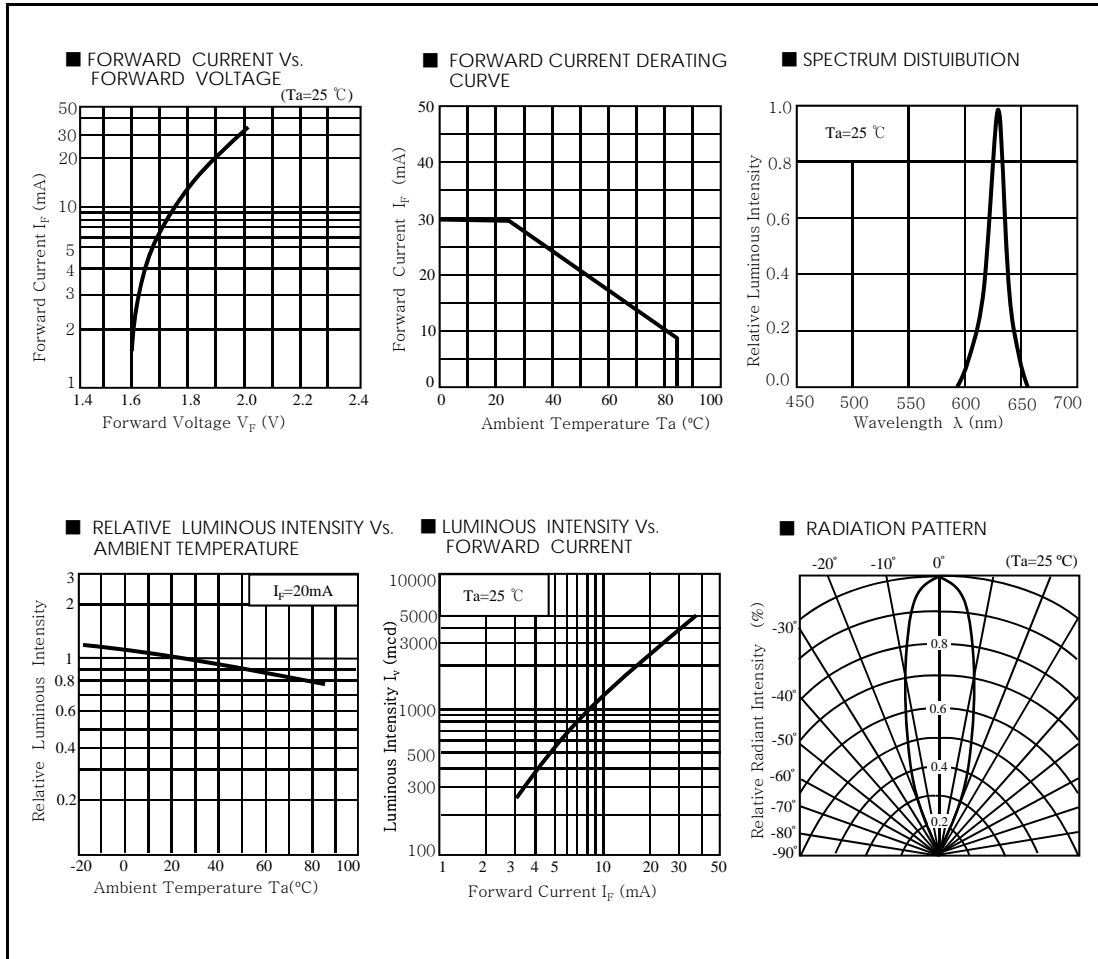 ■ FORWARD CURRENT Vs.
FORWARD VOLTAGE
(Ta=25 ℃)
50
30
20
10
5
4
3
2
1
Forward Current I_F (mA)
1.4 1.6 1.8 2.0 2.2 2.4
Forward Voltage V_F (V)
■ FORWARD CURRENT DERATING
CURVE
50
40
30
20
10
0
Forward Current I_F (mA)
0 20 40 60 80 100
Ambient Temperature Ta (ºC)
■ SPECTRUM DISTUIBUTION
Ta=25 ℃
1.0
0.8
0.6
0.4
0.2
0.0
Relative Luminous Intensity
450 500 550 600 650 700
Wavelength λ (nm)
■ RELATIVE LUMINOUS INTENSITY Vs.
AMBIENT TEMPERATURE
I_F=20mA
3
2
1
0.8
0.6
0.4
0.2
Relative Luminous Intensity
-20 0 20 40 60 80 100
Ambient Temperature Ta(ºC)
■ LUMINOUS INTENSITY Vs.
FORWARD CURRENT
Ta=25 ℃
10000
5000
3000
1000
500
300
100
Luminous Intensity I_v (mcd)
1 2 3 4 5 10 20 30 50
Forward Current I_F (mA)
■ RADIATION PATTERN
-20° -10° 0° (Ta=25 ºC)
-30°
-40°
-50°
-60°
-70°
-80°
-90°
0.8
0.6
0.4
0.2
Relative Radiant Intensity (%)